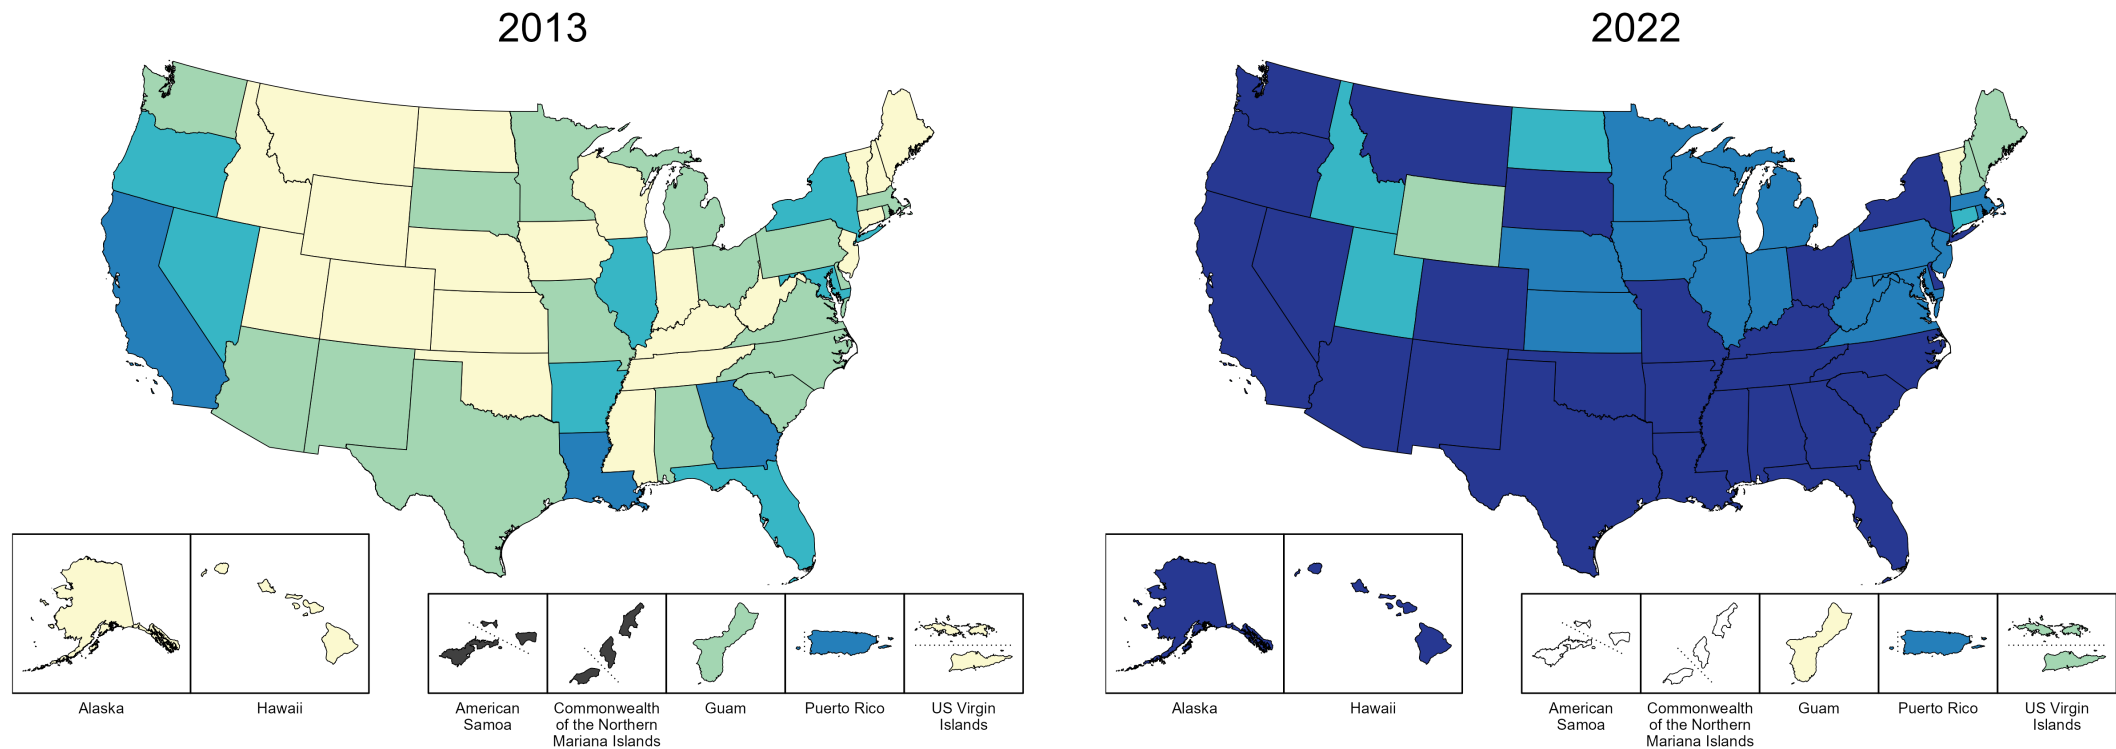 2013
2022
Alaska
Hawaii
American
Samoa
Commonwealth
of the Northern
Mariana Islands
Guam
Puerto Rico
US Virgin
Islands
Alaska
Hawaii
American
Samoa
Commonwealth
of the Northern
Mariana Islands
Guam
Puerto Rico
US Virgin
Islands